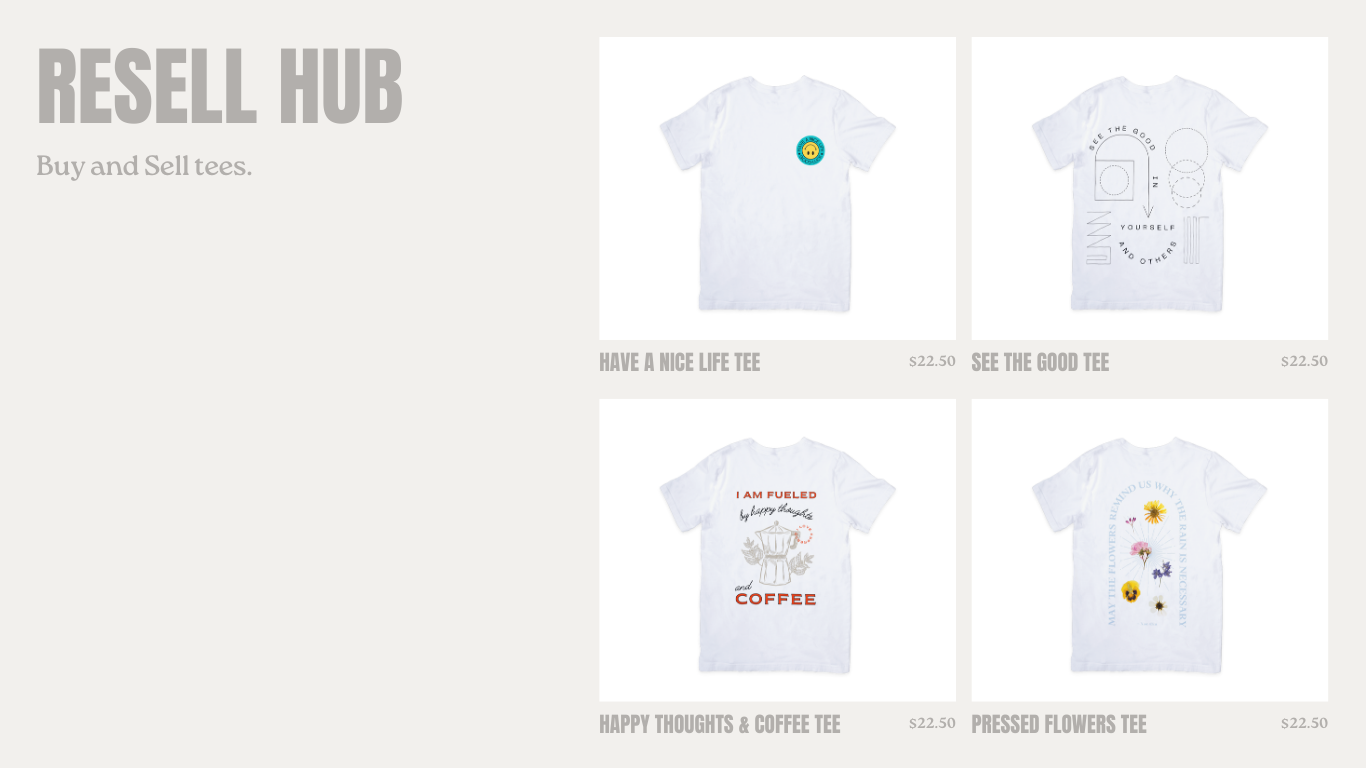 RESELL HUB
Buy and Sell tees.
SEE THE GOOD
IN
YOURSELF
AND OTHERS
HAVE A NICE LIFE TEE
$22.50
SEE THE GOOD TEE
$22.50
I AM FUELED
by happy thoughts
and
COFFEE
MAY THE FLOWERS REMIND US WHY THE RAIN IS NECESSARY
HAPPY THOUGHTS & COFFEE TEE
$22.50
PRESSED FLOWERS TEE
$22.50